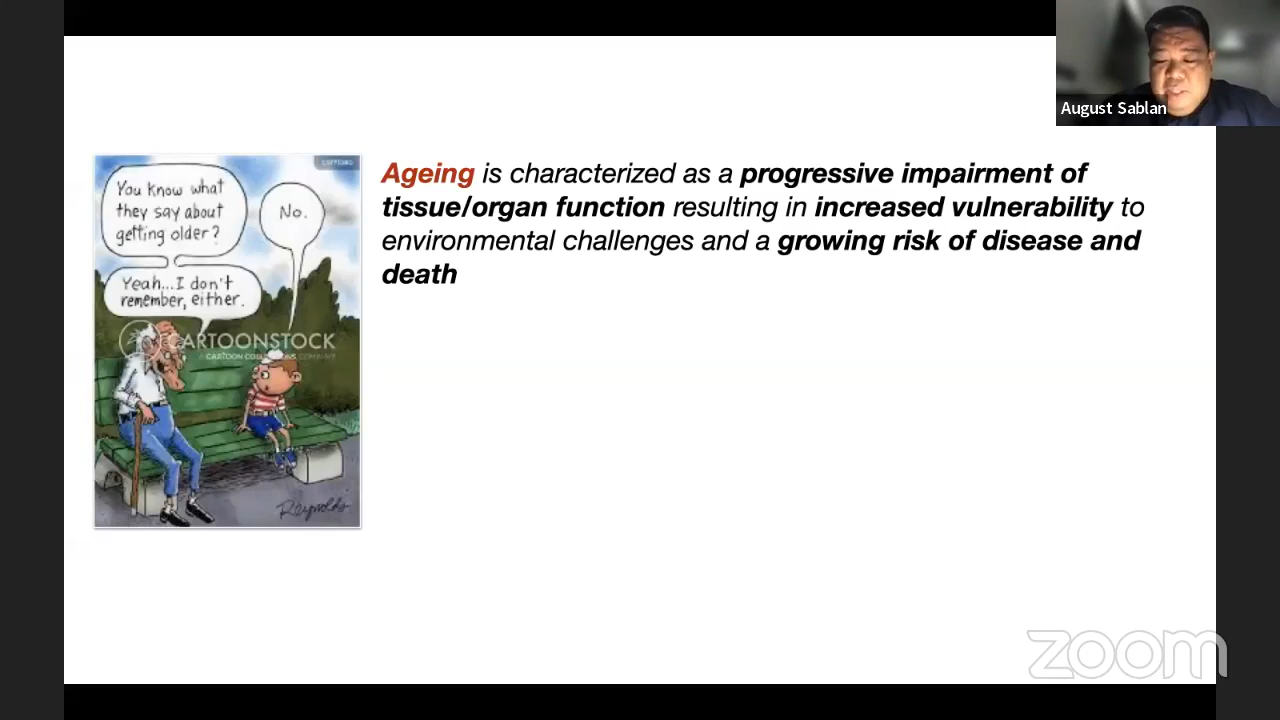 August Sablan
You know what
they say about
getting older?
No.
Yeah...I don't
remember, either.
CARTOONSTOCK
Reynolds
Ageing is characterized as a progressive impairment of
tissue/organ function resulting in increased vulnerability to
environmental challenges and a growing risk of disease and
death
zoom